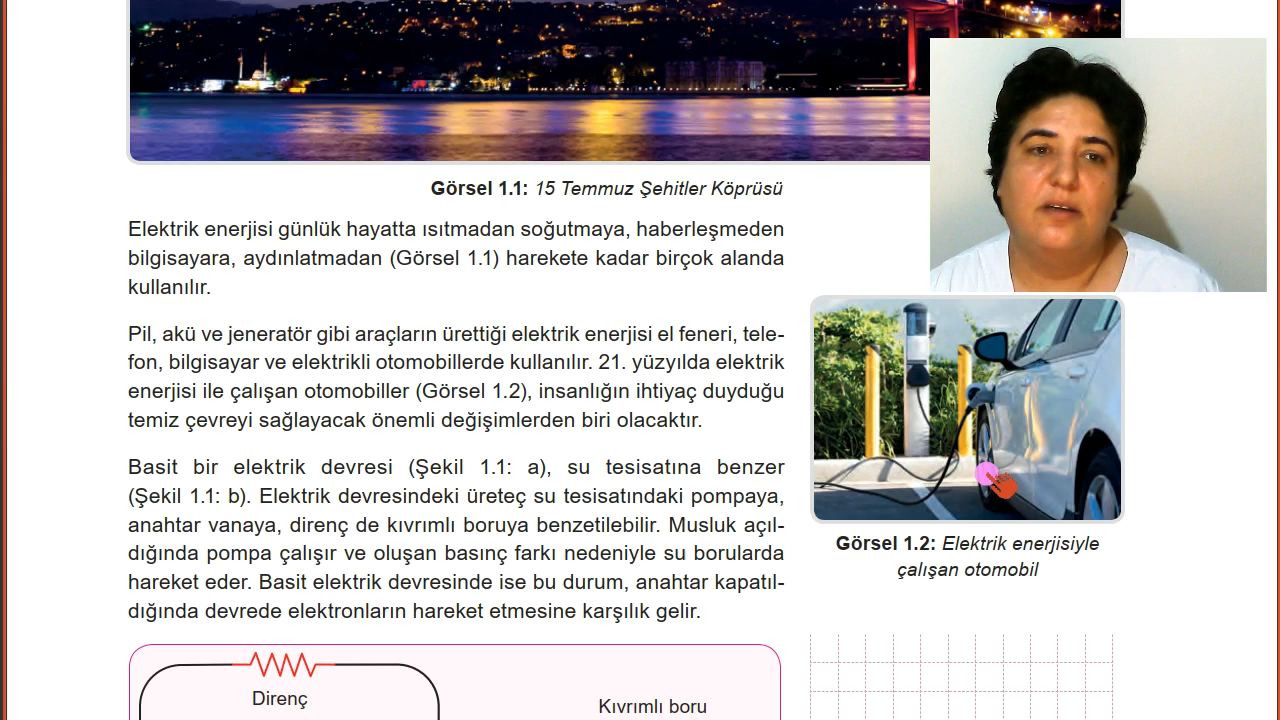 Görsel 1.1: 15 Temmuz Şehitler Köprüsü
Elektrik enerjisi günlük hayatta ısıtmadan soğutmaya, haberleşmeden
bilgisayara, aydınlatmadan (Görsel 1.1) harekete kadar birçok alanda
kullanılır.
Pil, akü ve jeneratör gibi araçların ürettiği elektrik enerjisi el feneri, tele-
fon, bilgisayar ve elektrikli otomobillerde kullanılır. 21. yüzyılda elektrik
enerjisi ile çalışan otomobiller (Görsel 1.2), insanlığın ihtiyaç duyduğu
temiz çevreyi sağlayacak önemli değişimlerden biri olacaktır.
Basit bir elektrik devresi (Şekil 1.1: a), su tesisatına benzer
(Şekil 1.1: b). Elektrik devresindeki üreteç su tesisatındaki pompaya,
anahtar vanaya, direnç de kıvrımlı boruya benzetilebilir. Musluk açıl-
dığında pompa çalışır ve oluşan basınç farkı nedeniyle su borularda
hareket eder. Basit elektrik devresinde ise bu durum, anahtar kapatıl-
dığında devrede elektronların hareket etmesine karşılık gelir.
Görsel 1.2: Elektrik enerjisiyle
çalışan otomobil
Direnç
Kıvrımlı boru